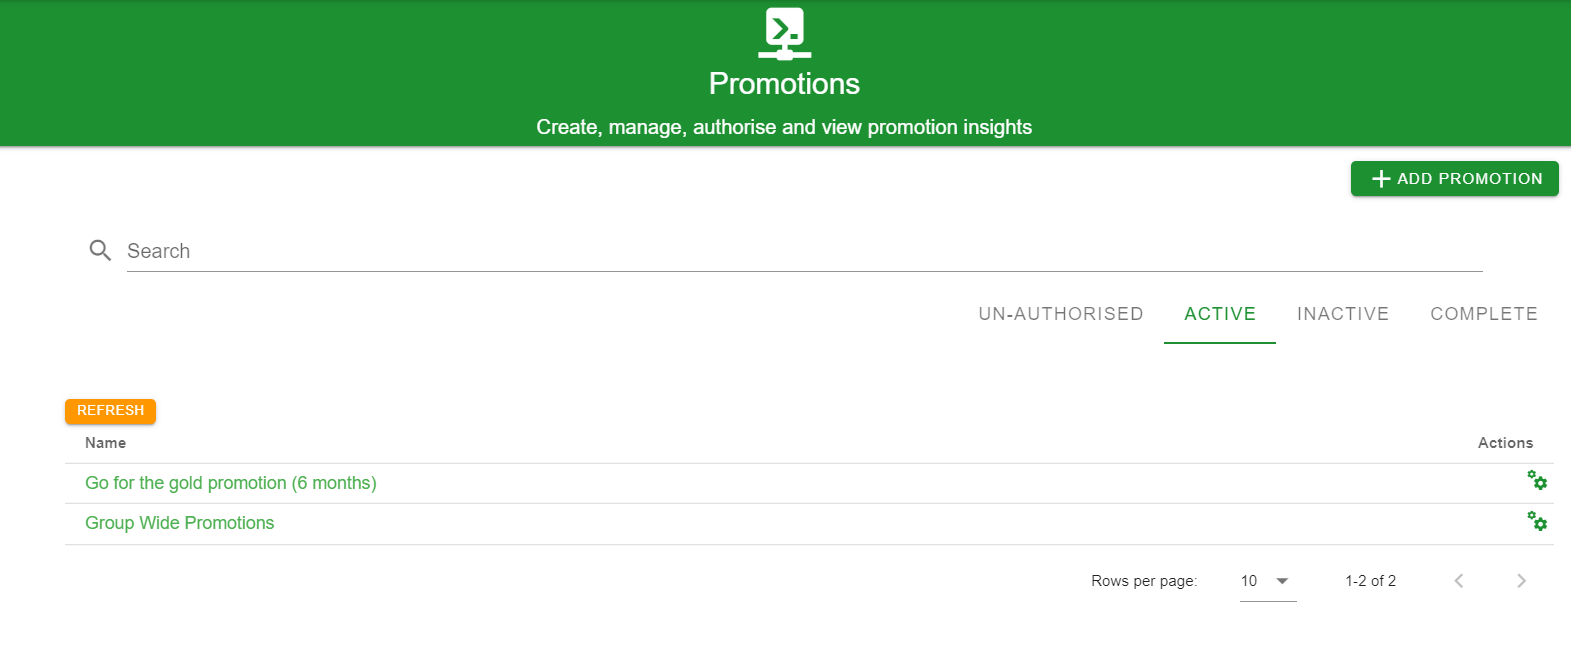 Promotions
Create, manage, authorise and view promotion insights
ADD PROMOTION
Search
UN-AUTHORISED ACTIVE INACTIVE COMPLETE
REFRESH
Name Actions
Go for the gold promotion (6 months)
Group Wide Promotions
Rows per page: 10 1-2 of 2